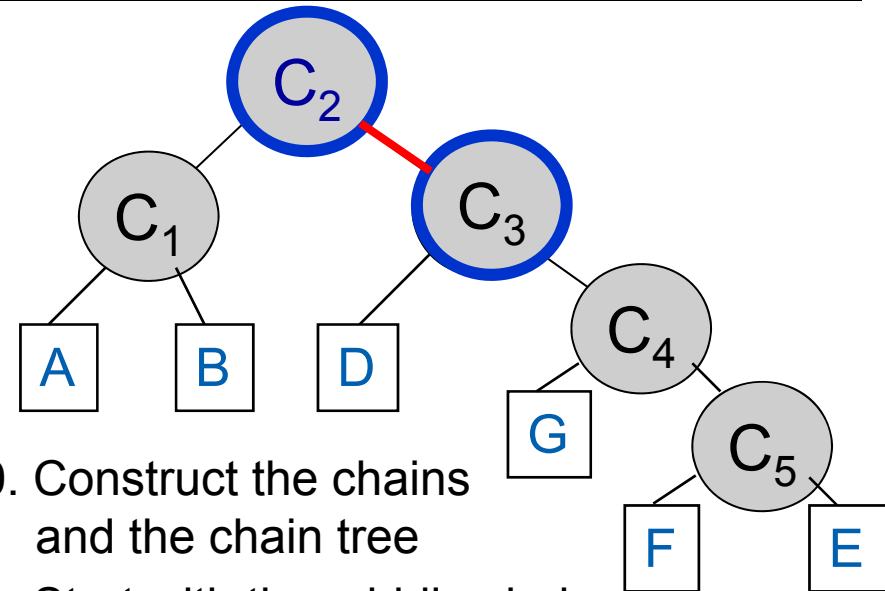 C2
C1
C3
C4
A B D
G
C5
. Construct the chains
and the chain tree
F E